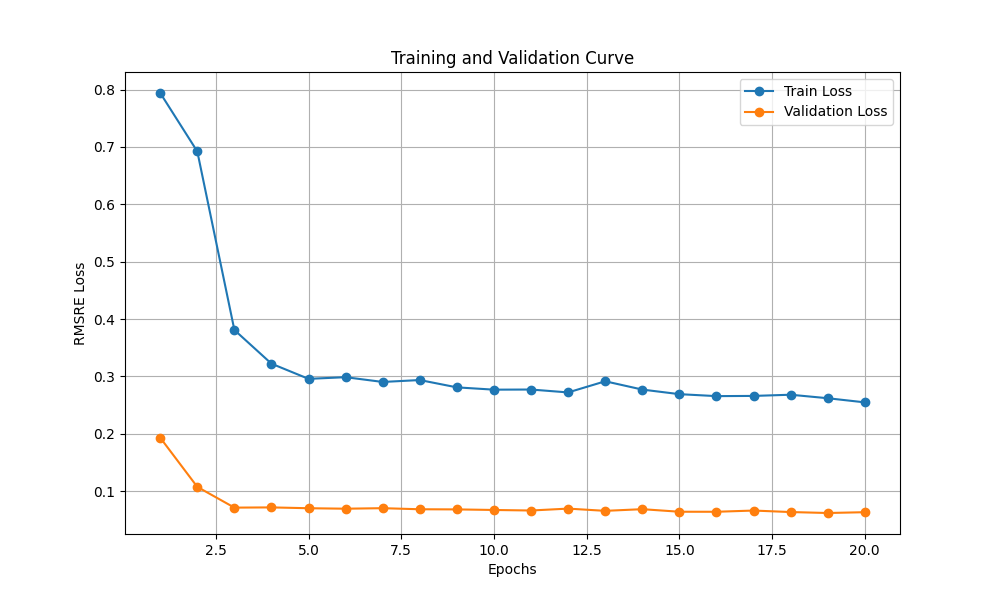 Training and Validation Curve
Train Loss
Validation Loss
RMSRE Loss
0.8
0.7
0.6
0.5
0.4
0.3
0.2
0.1
2.5 5.0 7.5 10.0 12.5 15.0 17.5 20.0
Epochs